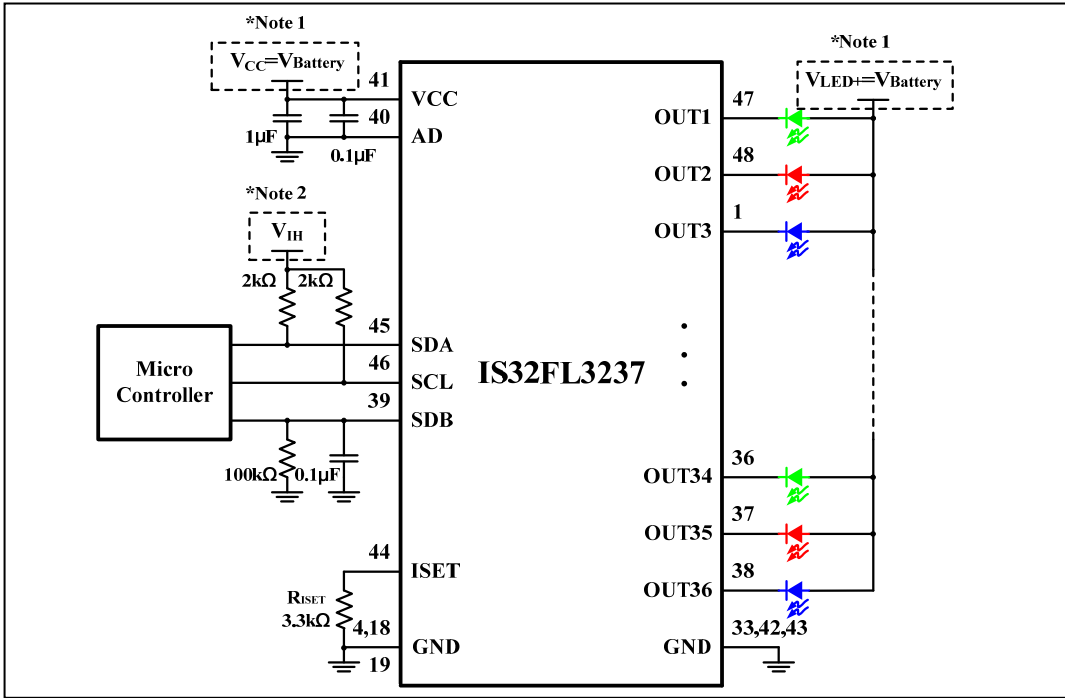 *Note 1
VCC=VBattery
41
VCC
40
AD
1µF
0.1µF
*Note 2
VIH
2kΩ
2kΩ
Micro
Controller
45
SDA
46
SCL
39
SDB
100kΩ
0.1µF
44
ISET
RISET
3.3kΩ
4,18
GND
19
IS32FL3237
*Note 1
VLED+=VBattery
47
OUT1
48
OUT2
1
OUT3
36
OUT34
37
OUT35
38
OUT36
33,42,43
GND